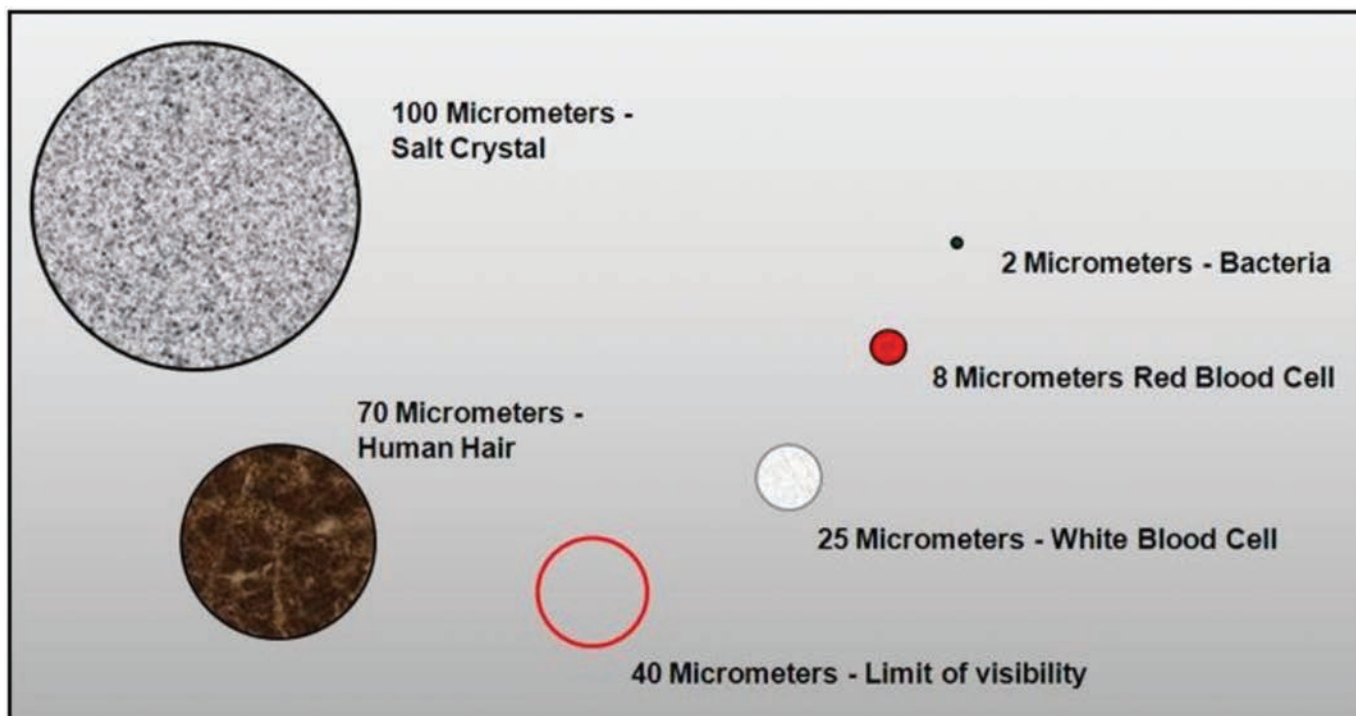 100 Micrometers -
Salt Crystal
2 Micrometers - Bacteria
8 Micrometers Red Blood Cell
70 Micrometers -
Human Hair
25 Micrometers - White Blood Cell
40 Micrometers - Limit of visibility